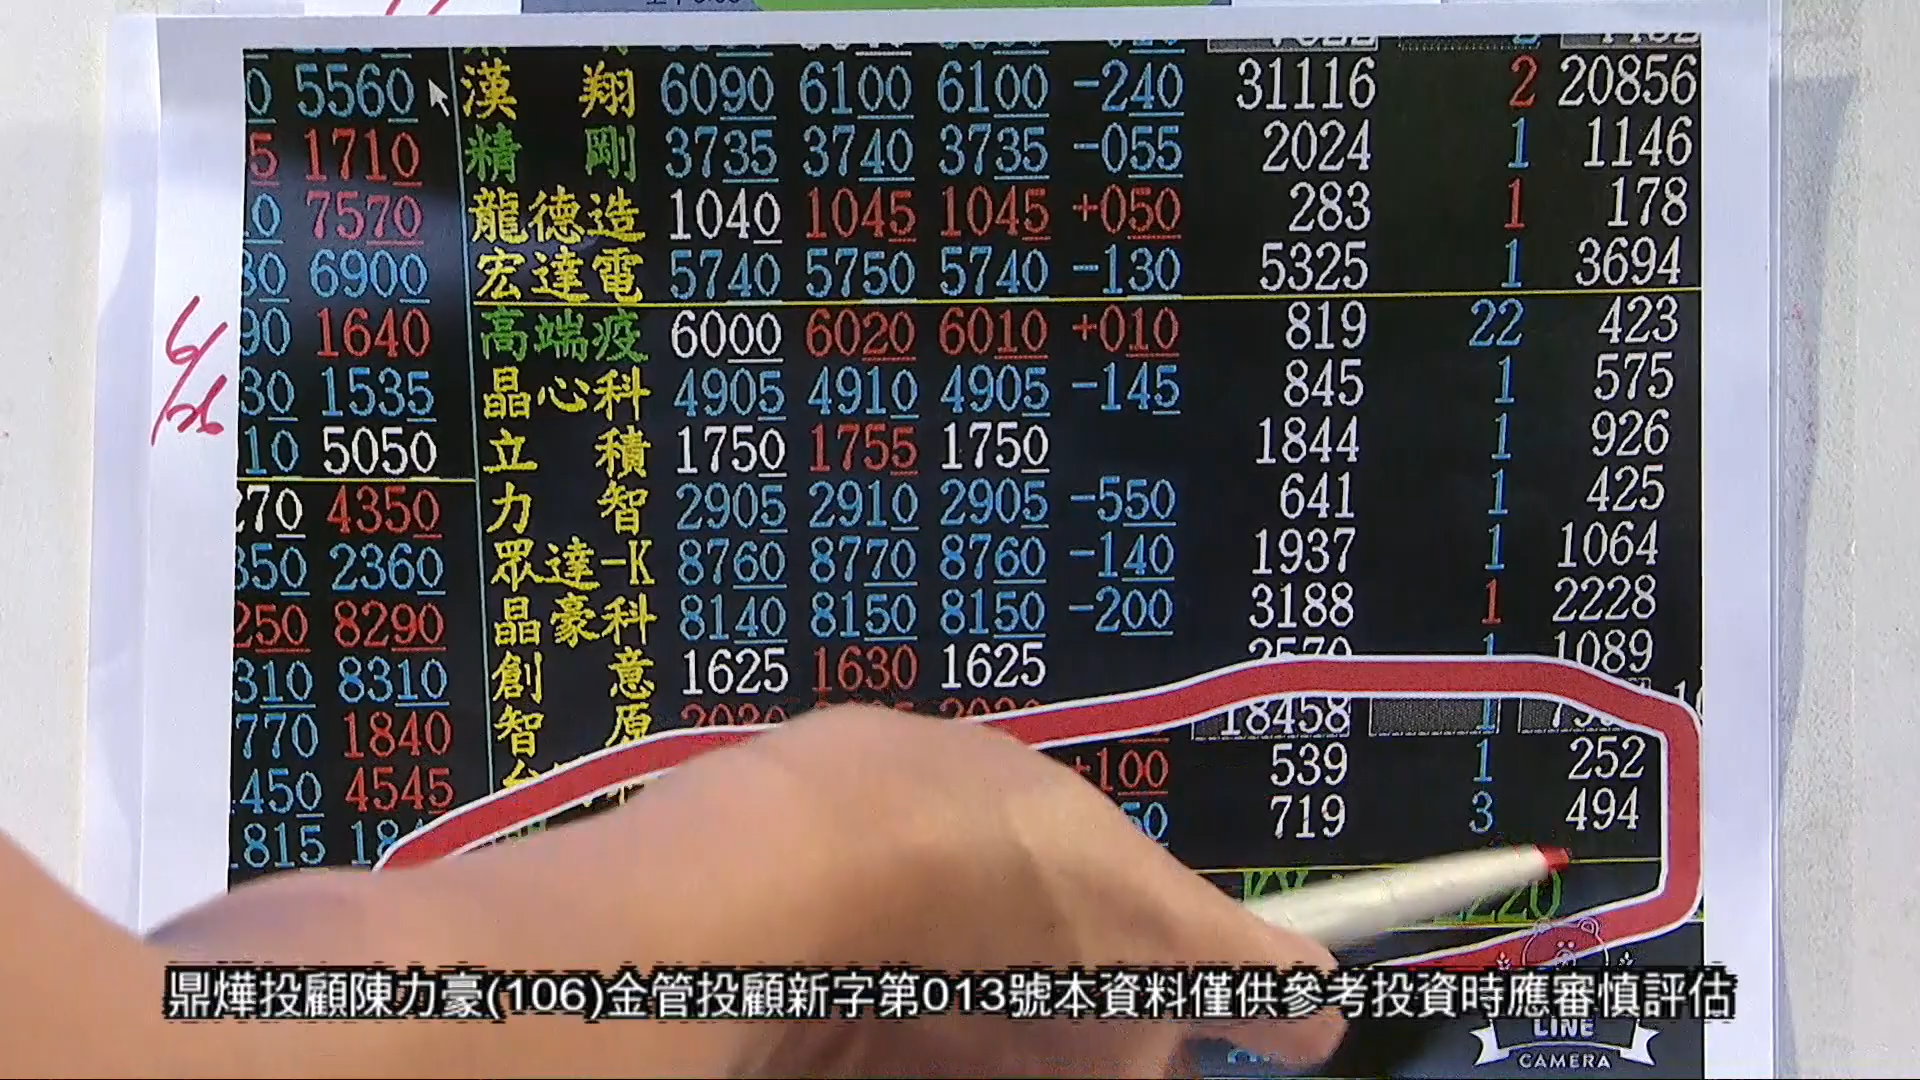 0 5560 漢翔 6090 6100 6100 -240 31116 2 20856
5 1710 精剛 3735 3740 3735 -055 2024 1 1146
0 7570 龍德造 1040 1045 1045 +050 283 1 178
30 6900 宏達電 5740 5750 5740 -130 5325 1 3694
90 1640 高端疫 6000 6020 6010 +010 819 22 423
30 1535 晶心科 4905 4910 4905 -145 845 1 575
10 5050 立積 1750 1755 1750 1844 1 926
270 4350 力智 2905 2910 2905 -550 641 1 425
350 2360 眾達-K 8760 8770 8760 -140 1937 1 1064
250 8290 晶豪科 8140 8150 8150 -200 3188 1 2228
310 8310 創意 1625 1630 1625 2570 1 1089
770 1840 智原 18458 1
450 4545 +100 539 1 252
1815 50 719 3 494
鼎燁投顧陳力豪(106)金管投顧新字第013號本資料僅供參考投資時應審慎評估
LINE
CAMERA